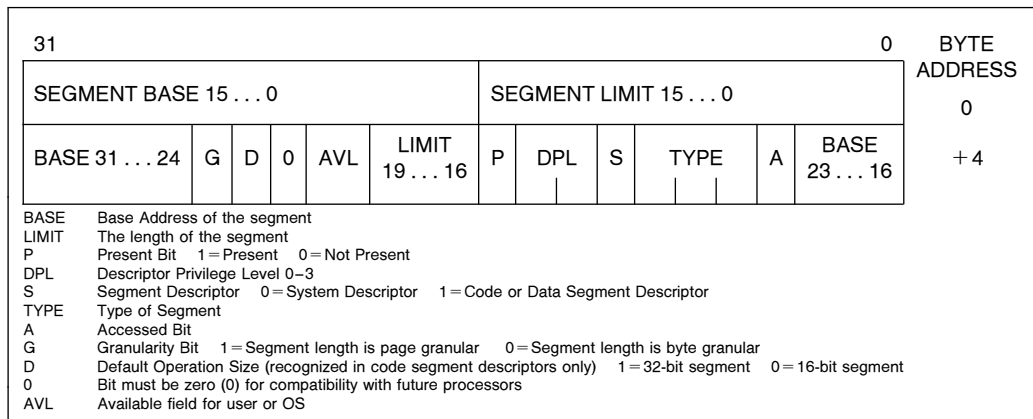 31 0 BYTE ADDRESS
SEGMENT BASE 15 . . . 0 SEGMENT LIMIT 15 . . . 0 0
BASE 31 . . . 24 G D 0 AVL LIMIT 19 . . . 16 P DPL S TYPE A BASE 23 . . . 16 +4
BASE Base Address of the segment
LIMIT The length of the segment
P Present Bit 1=Present 0=Not Present
DPL Descriptor Privilege Level 0–3
S Segment Descriptor 0=System Descriptor 1=Code or Data Segment Descriptor
TYPE Type of Segment
A Accessed Bit
G Granularity Bit 1=Segment length is page granular 0=Segment length is byte granular
D Default Operation Size (recognized in code segment descriptors only) 1=32-bit segment 0=16-bit segment
0 Bit must be zero (0) for compatibility with future processors
AVL Available field for user or OS